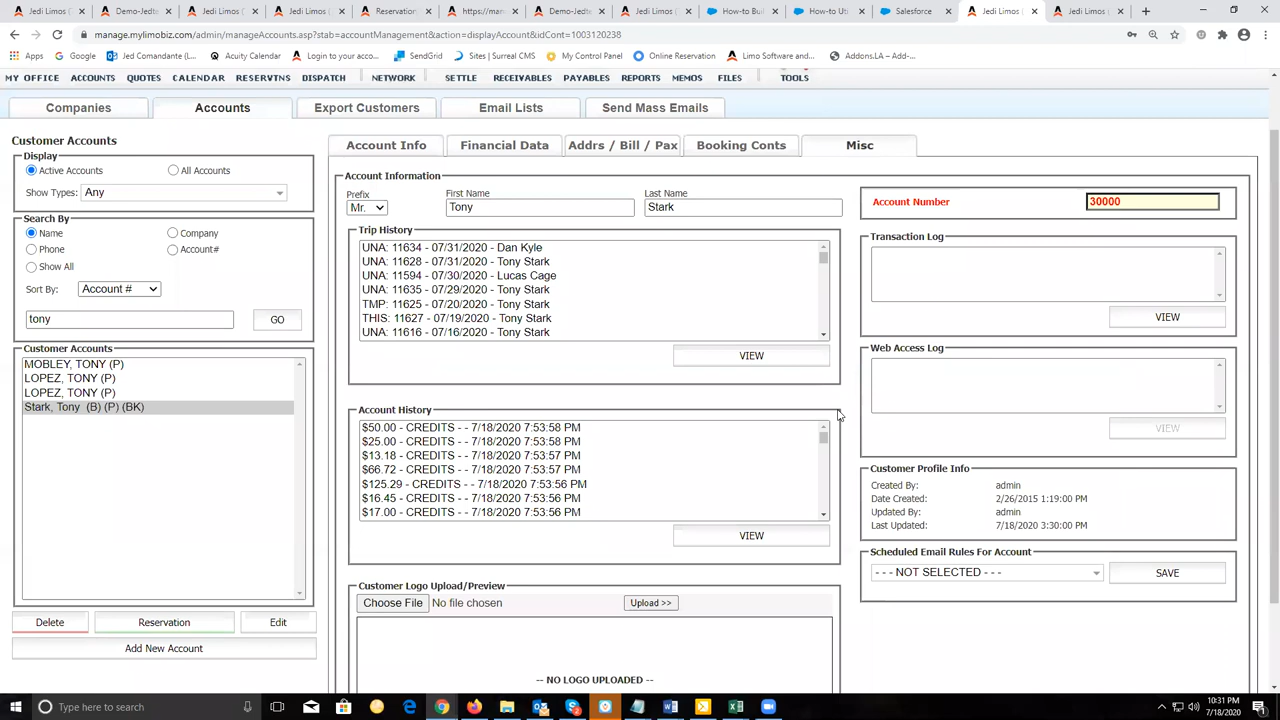 Jedi Limos (
Demo-Jedte
Jedi Limos (
Jedi Limos (
Reservation
https://man
Demo-Jedte
Jedi Limos (
How-to Buil
How-to Uti
Salesforce
Jedi Limos (
Jedi Limos (
manage.mylimobiz.com/admin/manageAccounts.asp?stab=accountManagement&action=displayAccount&idCont=1003120238
Apps
Google
Jed Comandante (...
Acuity Calendar
Login to your acco...
SendGrid
Sites | Surreal CMS
My Control Panel
Online Reservation
Limo Software and...
Addons.LA –...
MY OFFICE
ACCOUNTS
QUOTES
CALENDAR
RESERVTNS
DISPATCH
NETWORK
SETTLE
RECEIVABLES
PAYABLES
REPORTS
MEMOS
FILES
TOOLS
Companies
Accounts
Export Customers
Email Lists
Send Mass Emails
Customer Accounts
Display
Active Accounts
All Accounts
Show Types: Any
Search By
Name
Company
Phone
Account#
Show All
Sort By: Account #
tony
GO
Customer Accounts
MOBLEY, TONY (P)
LOPEZ, TONY (P)
LOPEZ, TONY (P)
Stark, Tony (B) (P) (BK)
Delete
Reservation
Edit
Add New Account
Account Info
Financial Data
Addrs / Bill / Pax
Booking Conts
Misc
Account Information
Prefix
First Name
Last Name
Mr.
Tony
Stark
Trip History
UNA: 11634 - 07/31/2020 - Dan Kyle
UNA: 11628 - 07/31/2020 - Tony Stark
UNA: 11594 - 07/30/2020 - Lucas Cage
UNA: 11635 - 07/29/2020 - Tony Stark
TMP: 11625 - 07/20/2020 - Tony Stark
THIS: 11627 - 07/19/2020 - Tony Stark
UNA: 11616 - 07/16/2020 - Tony Stark
VIEW
Account History
$50.00 - CREDITS - - 7/18/2020 7:53:58 PM
$25.00 - CREDITS - - 7/18/2020 7:53:58 PM
$13.18 - CREDITS - - 7/18/2020 7:53:57 PM
$66.72 - CREDITS - - 7/18/2020 7:53:57 PM
$125.29 - CREDITS - - 7/18/2020 7:53:56 PM
$16.45 - CREDITS - - 7/18/2020 7:53:56 PM
$17.00 - CREDITS - - 7/18/2020 7:53:56 PM
VIEW
Customer Logo Upload/Preview
Choose File No file chosen
Upload >>
-- NO LOGO UPLOADED --
Account Number
30000
Transaction Log
VIEW
Web Access Log
VIEW
Customer Profile Info
Created By: admin
Date Created: 2/26/2015 1:19:00 PM
Updated By: admin
Last Updated: 7/18/2020 3:30:00 PM
Scheduled Email Rules For Account
- - - NOT SELECTED - - -
SAVE
Type here to search
10:31 PM
7/18/2020